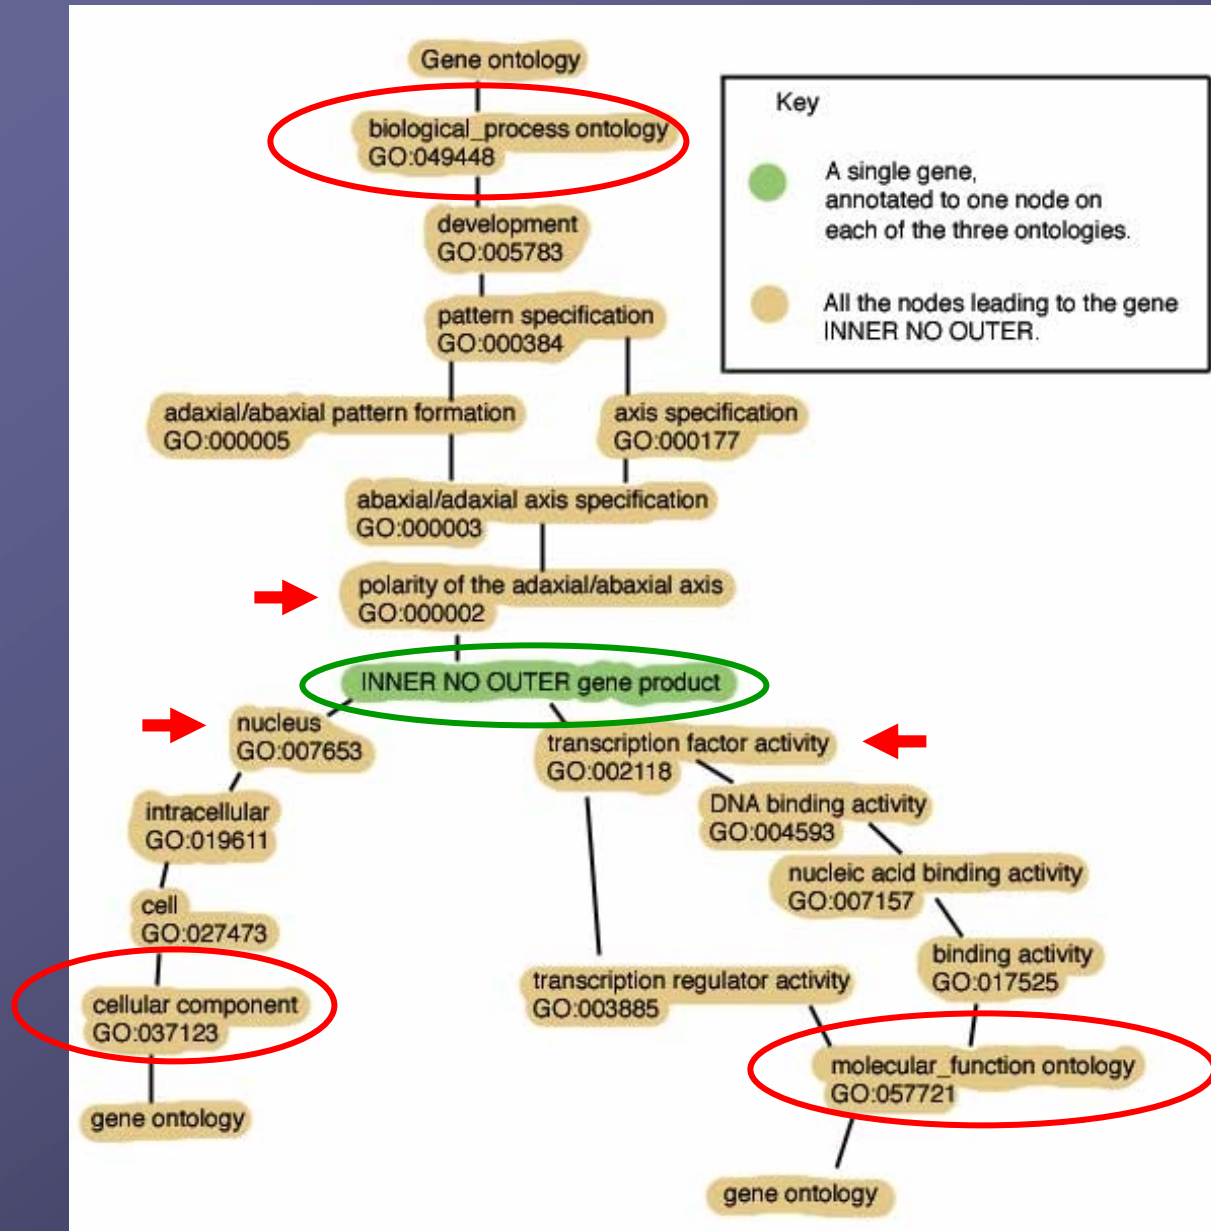 Gene ontology
biological_process ontology
GO:049448
development
GO:005783
pattern specification
GO:000384
adaxial/abaxial pattern formation
GO:000005
axis specification
GO:000177
abaxial/adaxial axis specification
GO:000003
polarity of the adaxial/abaxial axis
GO:000002
INNER NO OUTER gene product
nucleus
GO:007653
intracellular
GO:019611
cell
GO:027473
cellular component
GO:037123
gene ontology
transcription factor activity
GO:002118
DNA binding activity
GO:004593
nucleic acid binding activity
GO:007157
binding activity
GO:017525
transcription regulator activity
GO:003885
molecular_function ontology
GO:057721
gene ontology
Key
A single gene,
annotated to one node on
each of the three ontologies.
All the nodes leading to the gene
INNER NO OUTER.